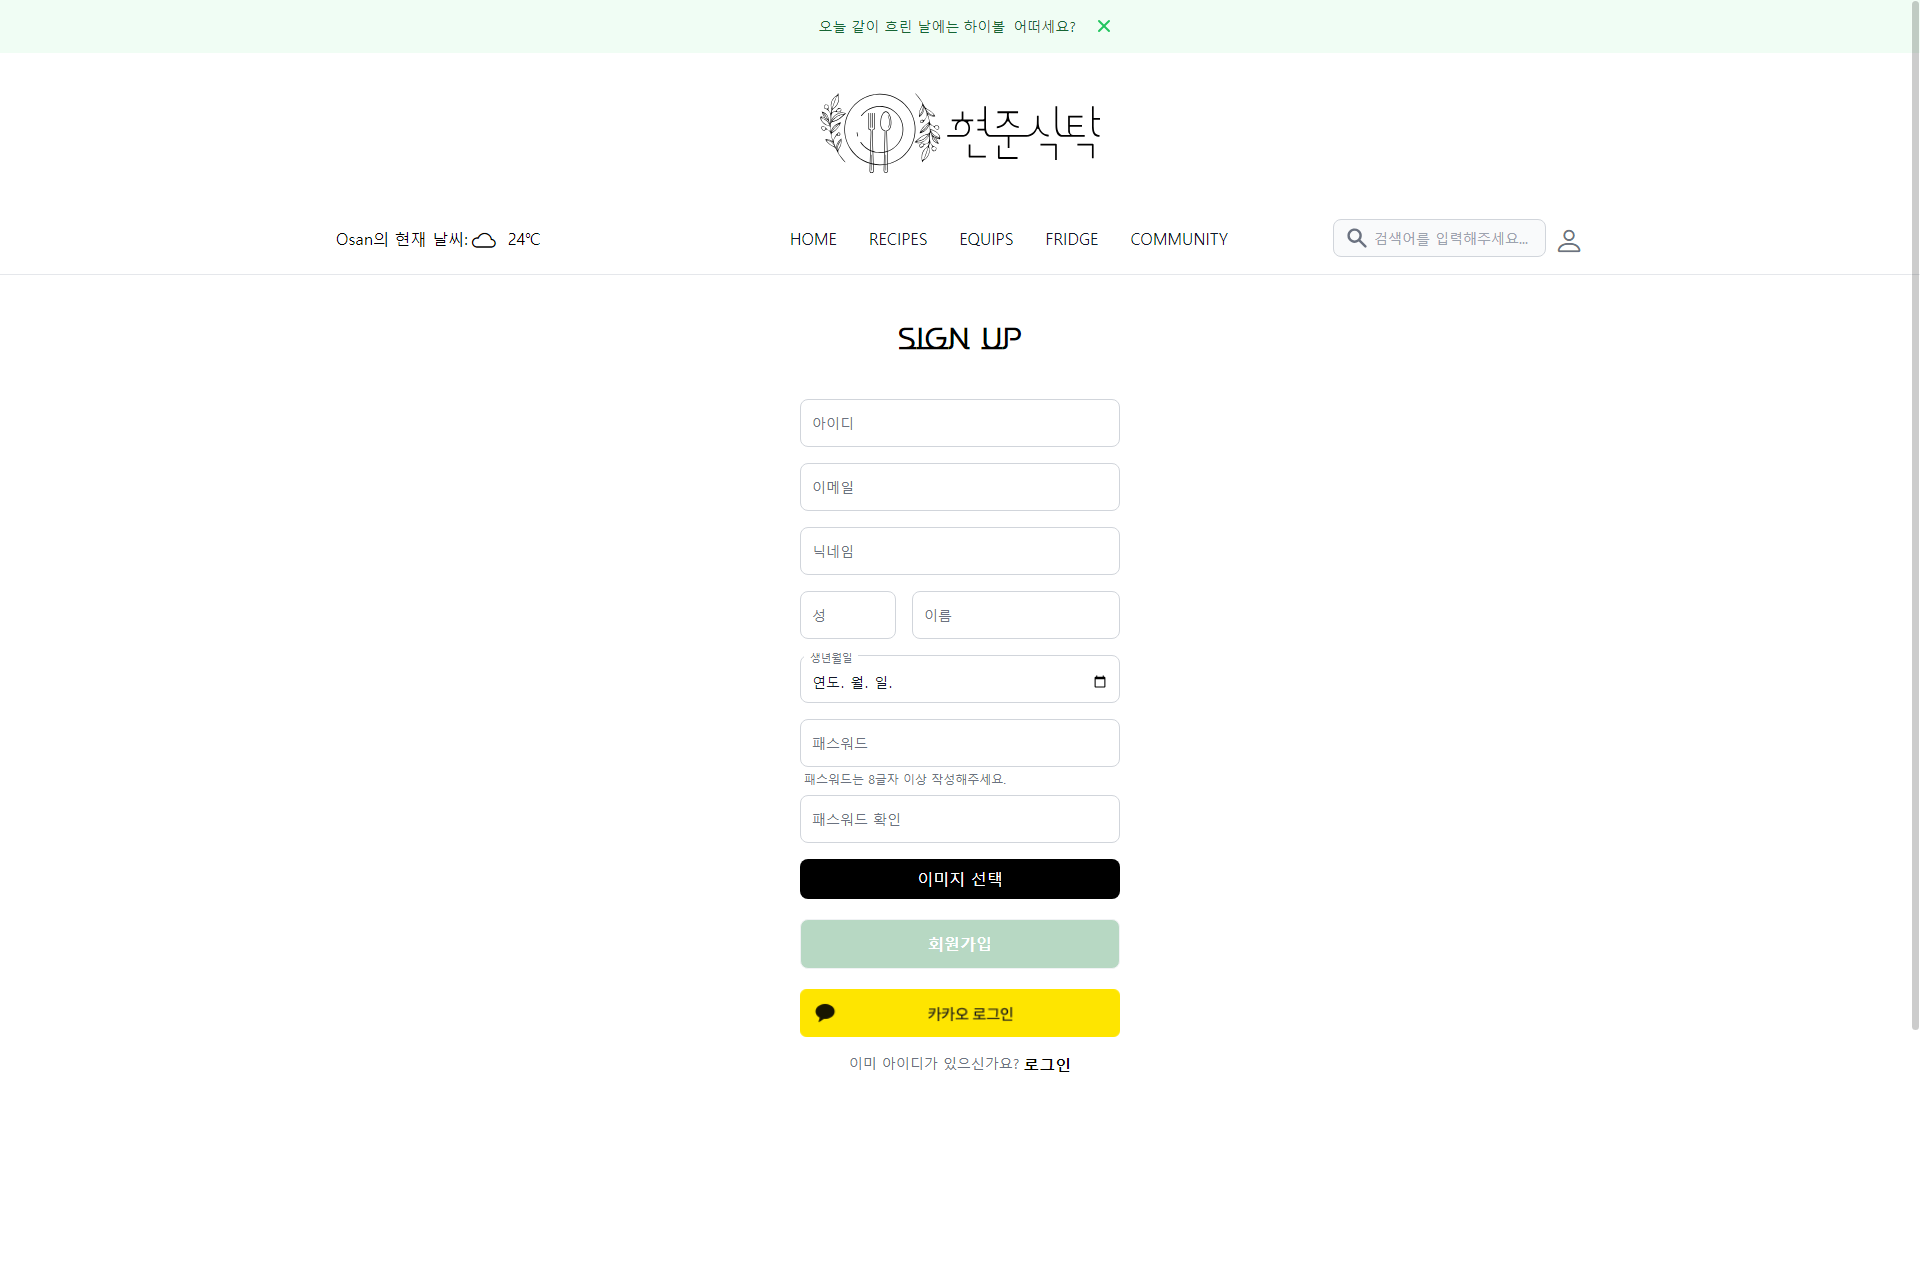 오늘 같이 흐린 날에는 하이볼 어떠세요?
현준식탁
Osan의 현재 날씨: 24℃
HOME RECIPES EQUIPS FRIDGE COMMUNITY
검색어를 입력해주세요...
SIGN UP
아이디
이메일
닉네임
성 이름
생년월일
연도. 월. 일.
패스워드
패스워드는 8글자 이상 작성해주세요.
패스워드 확인
이미지 선택
회원가입
카카오 로그인
이미 아이디가 있으신가요? 로그인